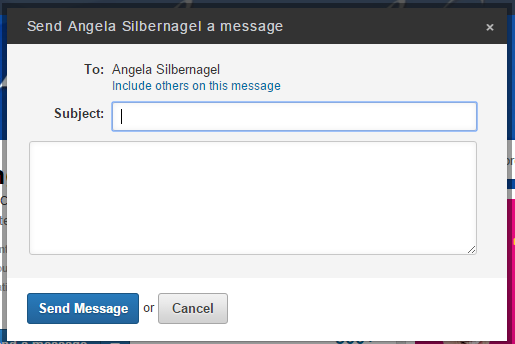 Send Angela Silbernagel a message ×
To: Angela Silbernagel
Include others on this message
Subject:
Send Message or Cancel